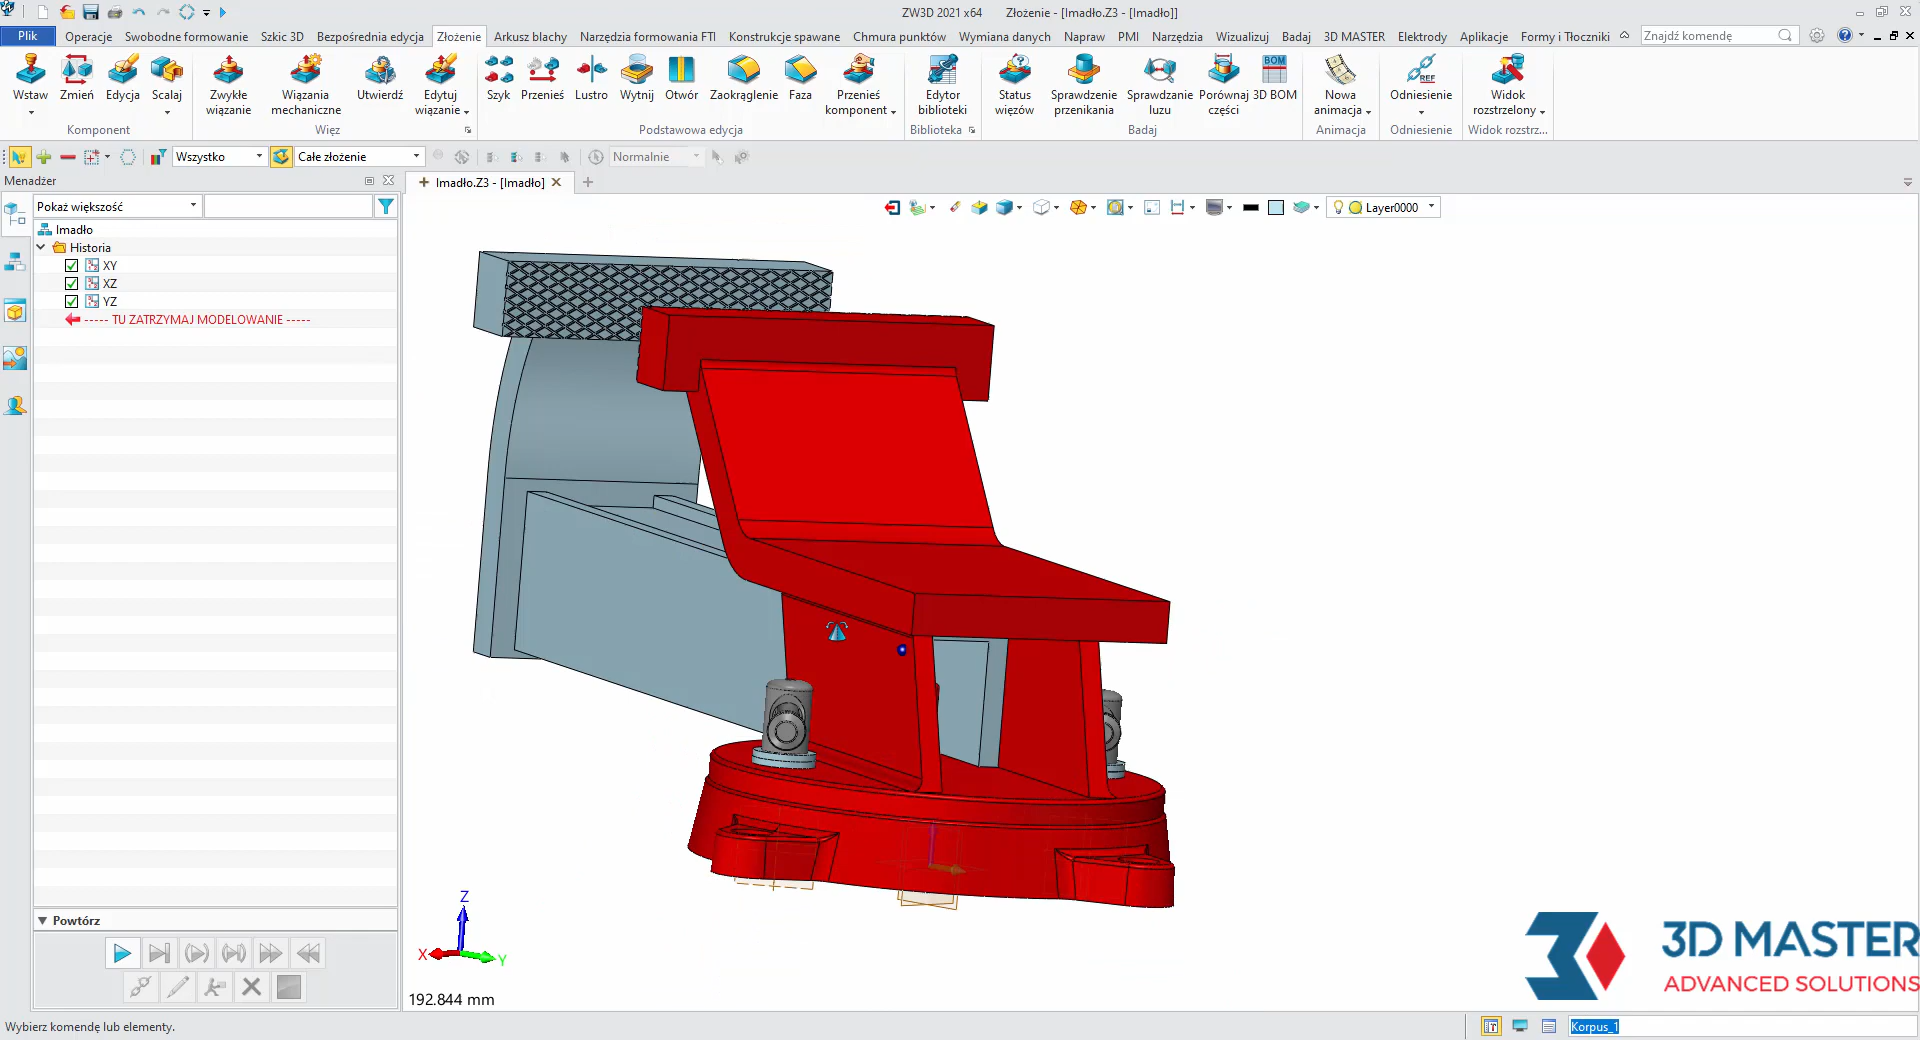 ZW3D 2021 x64 Złożenie - [Imadło.Z3 - [Imadło]]
Plik Operacje Swobodne formowanie Szkic 3D Bezpośrednia edycja Złożenie Arkusz blachy Narzędzia formowania FTI Konstrukcje spawane Chmura punktów Wymiana danych Napraw PMI Narzędzia Wizualizuj Badaj 3D MASTER Elektrody Aplikacje Formy i Tłoczniki Znajdź komendę
Wstaw Zmień Edycja Scalaj Zwykłe wiązanie Wiązania mechaniczne Utwierdź Edytuj wiązanie Szyk Przenieś Lustro Wytnij Otwór Zaokrąglenie Faza Przenieś komponent Edytor biblioteki Status więzów Sprawdzenie przenikania Sprawdzanie luzu Porównaj części BOM 3D BOM Nowa animacja REF Odniesienie Widok rozstrzelony
Komponent Więz Podstawowa edycja Biblioteka Badaj Animacja Odniesienie Widok rozstrz...
Wszystko Całe złożenie Normalnie
Menadżer Imadło.Z3 - [Imadło]
Pokaż większość Layer0000
Imadło
Historia
XY
XZ
YZ
----- TU ZATRZYMAJ MODELOWANIE -----
Powtórz
Z
X
Y
192.844 mm
3D MASTER
ADVANCED SOLUTIONS
Wybierz komendę lub elementy. Korpus_1